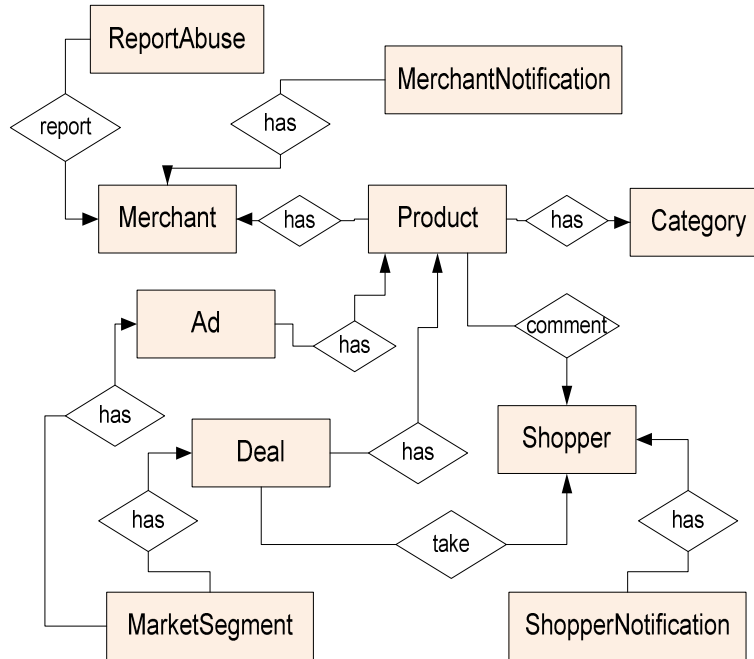 ReportAbuse
MerchantNotification
report
has
Merchant
has
Product
has
Category
Ad
has
comment
has
Deal
has
Shopper
has
take
has
MarketSegment
ShopperNotification